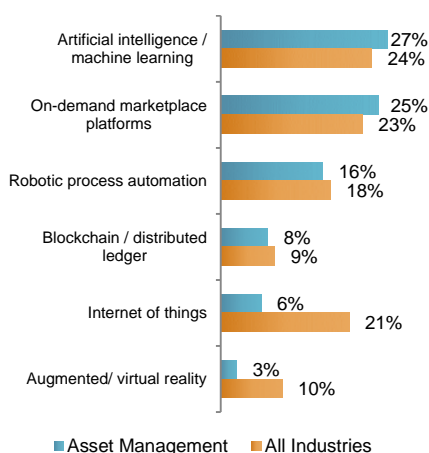 Artificial intelligence /
machine learning
27%
24%
On-demand marketplace
platforms
25%
23%
Robotic process automation
16%
18%
Blockchain / distributed
ledger
8%
9%
Internet of things
6%
21%
Augmented/ virtual reality
3%
10%
Asset Management All Industries